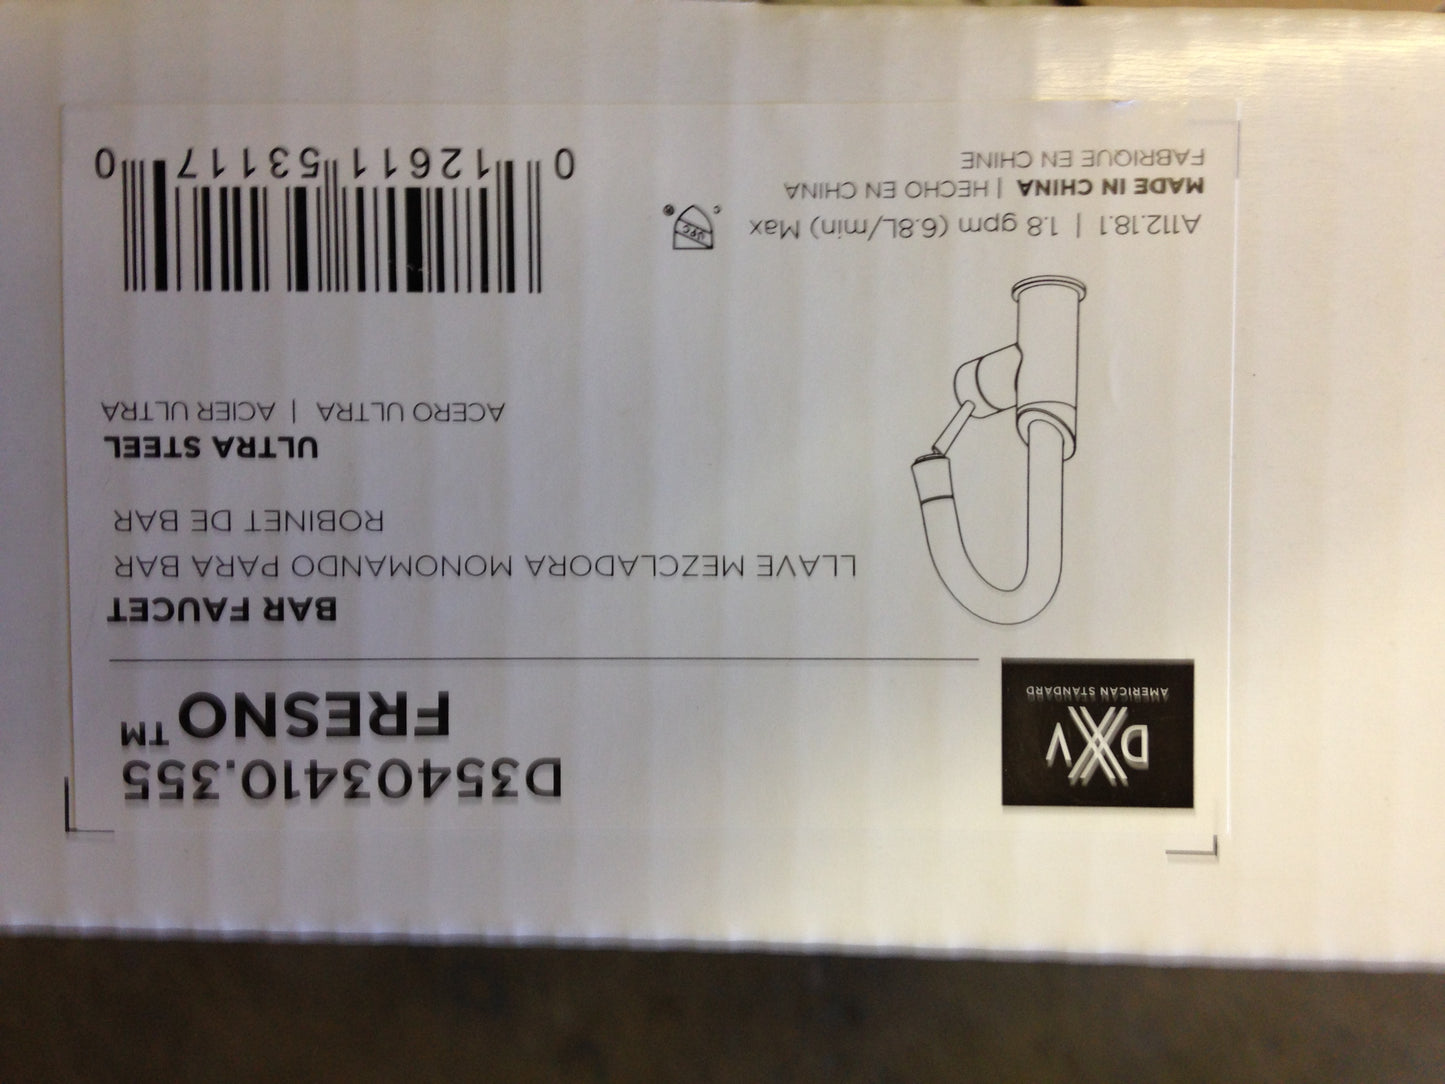 DXV
AMERICAN STANDARD
D35403410.355
FRESNO™
BAR FAUCET
LLAVE MEZCLADORA MONOMANDO PARA BAR
ROBINET DE BAR
ULTRA STEEL
ACERO ULTRA | ACIER ULTRA
A112.18.1 | 1.8 gpm (6.8L/min) Max
UPC
c ®
MADE IN CHINA | HECHO EN CHINA
FABRIQUE EN CHINE
0 12611 53117 0